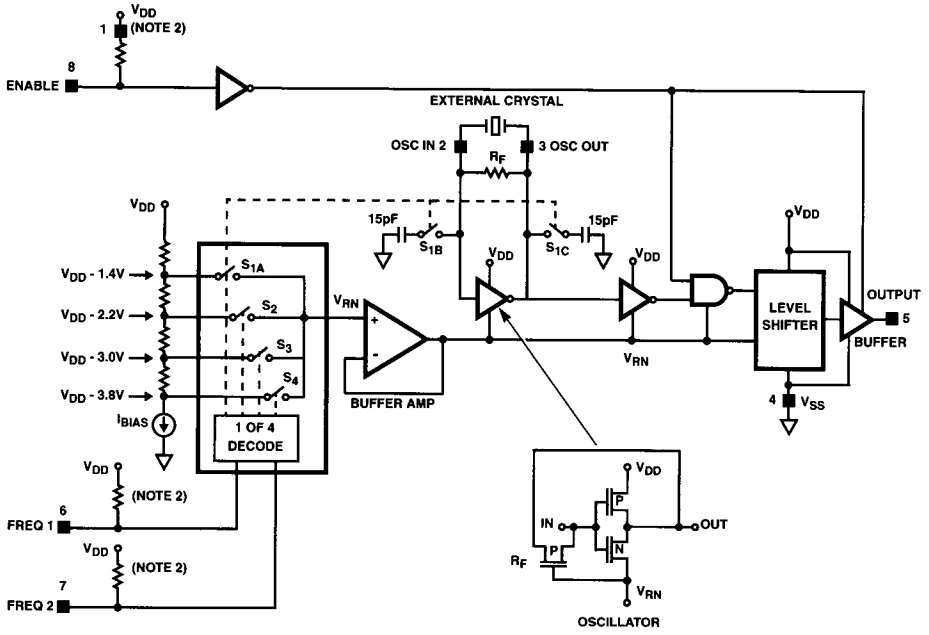 VDD
1 (NOTE 2)
8
ENABLE
EXTERNAL CRYSTAL
OSC IN 2
3 OSC OUT
RF
VDD
15pF
S1B
S1C
15pF
VDD
VDD - 1.4V
VDD - 2.2V
VDD - 3.0V
VDD - 3.8V
IBIAS
S1A
S2
S3
S4
1 OF 4
DECODE
VRN
+
-
BUFFER AMP
VDD
VDD
VRN
LEVEL
SHIFTER
OUTPUT
5
BUFFER
4
VSS
VDD
(NOTE 2)
6
FREQ 1
VDD
(NOTE 2)
7
FREQ 2
VDD
P
IN
OUT
P
N
RF
VRN
OSCILLATOR